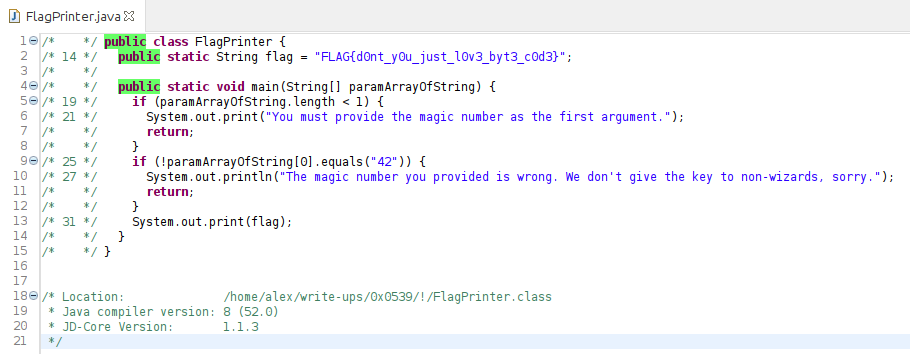 FlagPrinter.java
1 /*    */ public class FlagPrinter {
2 /* 14 */   public static String flag = "FLAG{d0nt_y0u_just_l0v3_byt3_c0d3}";
3 /*    */
4 /*    */   public static void main(String[] paramArrayOfString) {
5 /* 19 */     if (paramArrayOfString.length < 1) {
6 /* 21 */       System.out.print("You must provide the magic number as the first argument.");
7 /*    */       return;
8 /*    */     }
9 /* 25 */     if (!paramArrayOfString[0].equals("42")) {
10 /* 27 */       System.out.println("The magic number you provided is wrong. We don't give the key to non-wizards, sorry.");
11 /*    */       return;
12 /*    */     }
13 /* 31 */     System.out.print(flag);
14 /*    */   }
15 /*    */ }
16
17
18 /* Location:              /home/alex/write-ups/0x0539/!/FlagPrinter.class
19  * Java compiler version: 8 (52.0)
20  * JD-Core Version:       1.1.3
21  */